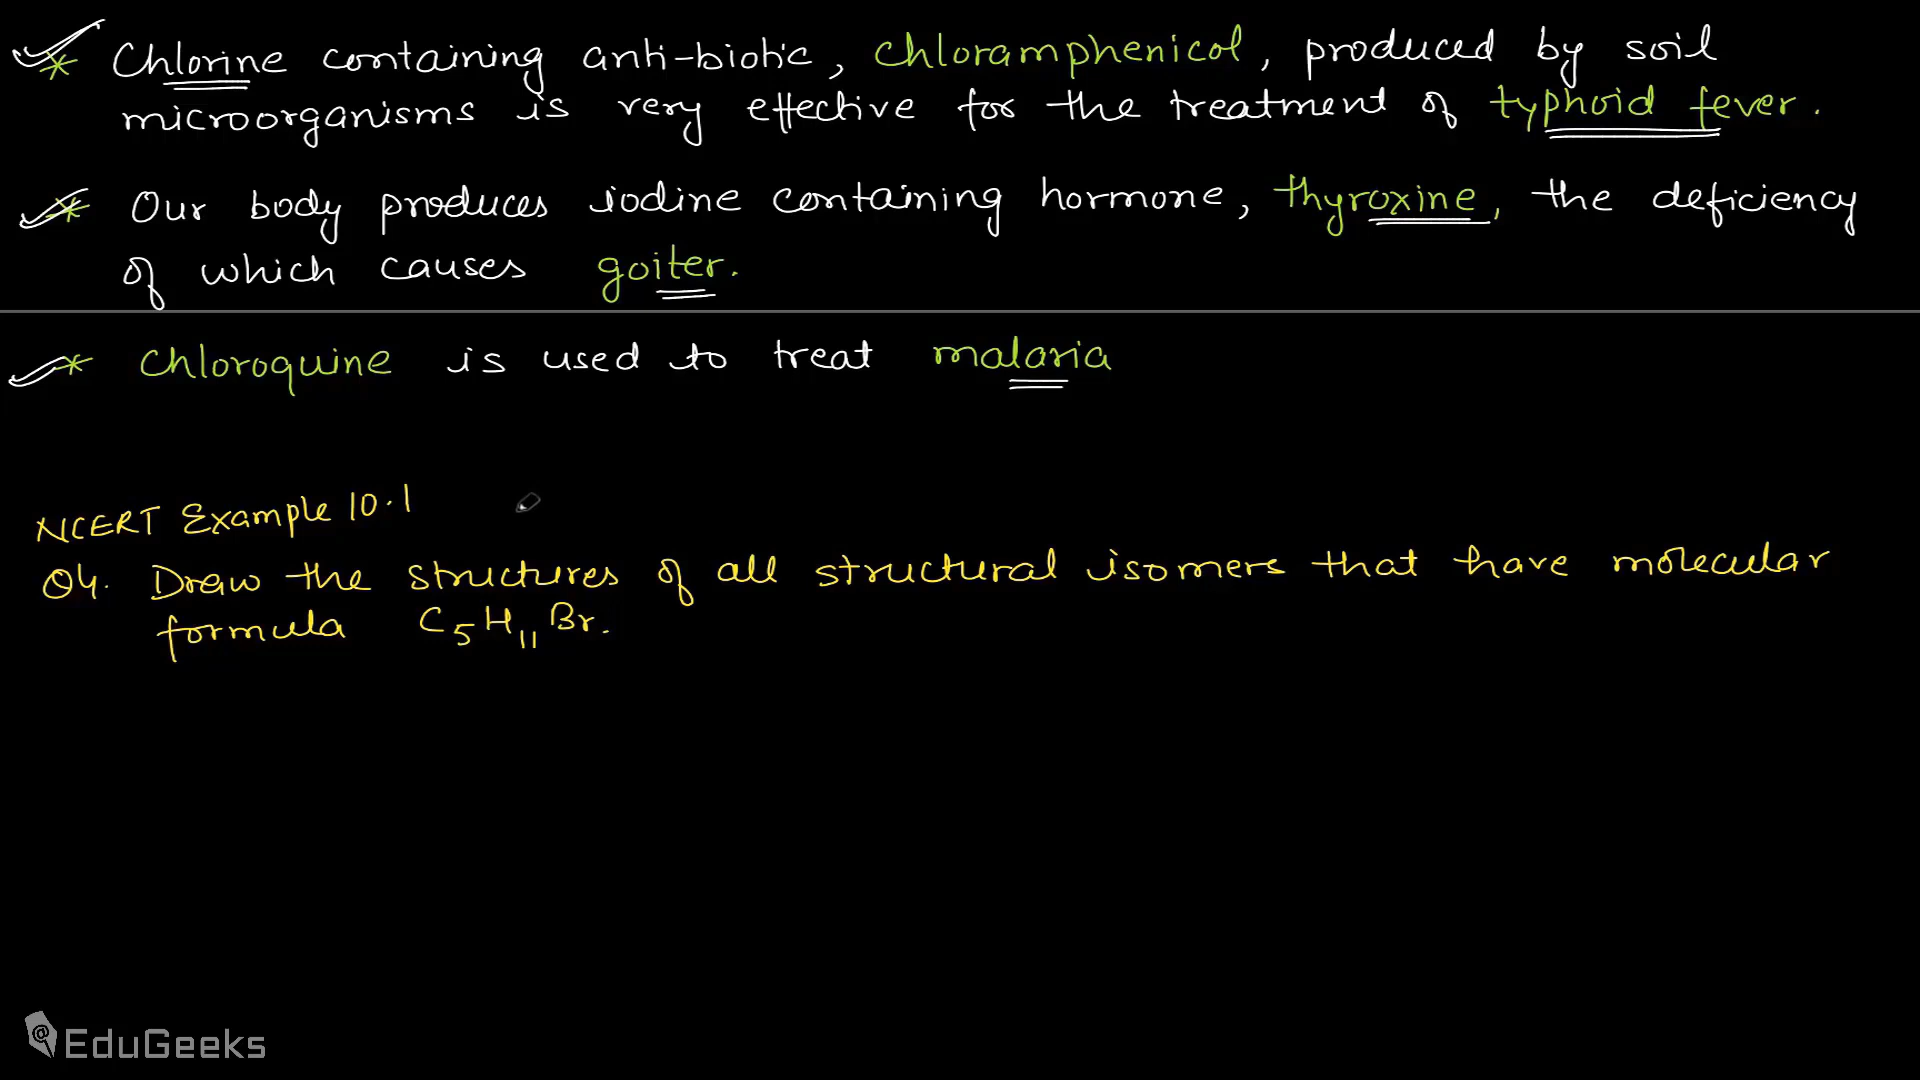 * Chlorine containing anti-biotic, chloramphenicol, produced by soil
microorganisms is very effective for the treatment of typhoid fever.
* Our body produces iodine containing hormone, thyroxine, the deficiency
of which causes goiter.
* Chloroquine is used to treat malaria
NCERT Example 10.1
Q4. Draw the structures of all structural isomers that have molecular
formula C₅H₁₁Br.
EduGeeks